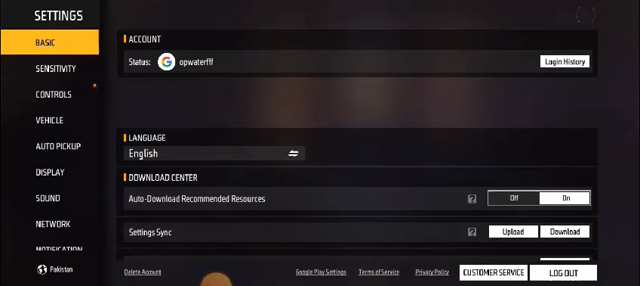 SETTINGS
BASIC
SENSITIVITY
CONTROLS
VEHICLE
AUTO PICKUP
DISPLAY
SOUND
NETWORK
NOTIFICATION
Pakistan
ACCOUNT
Status: opwaterfff
Login History
LANGUAGE
English
DOWNLOAD CENTER
Auto-Download Recommended Resources ? Off On
Settings Sync ? Upload Download
Delete Account Google Play Settings Terms of Service Privacy Policy CUSTOMER SERVICE LOG OUT